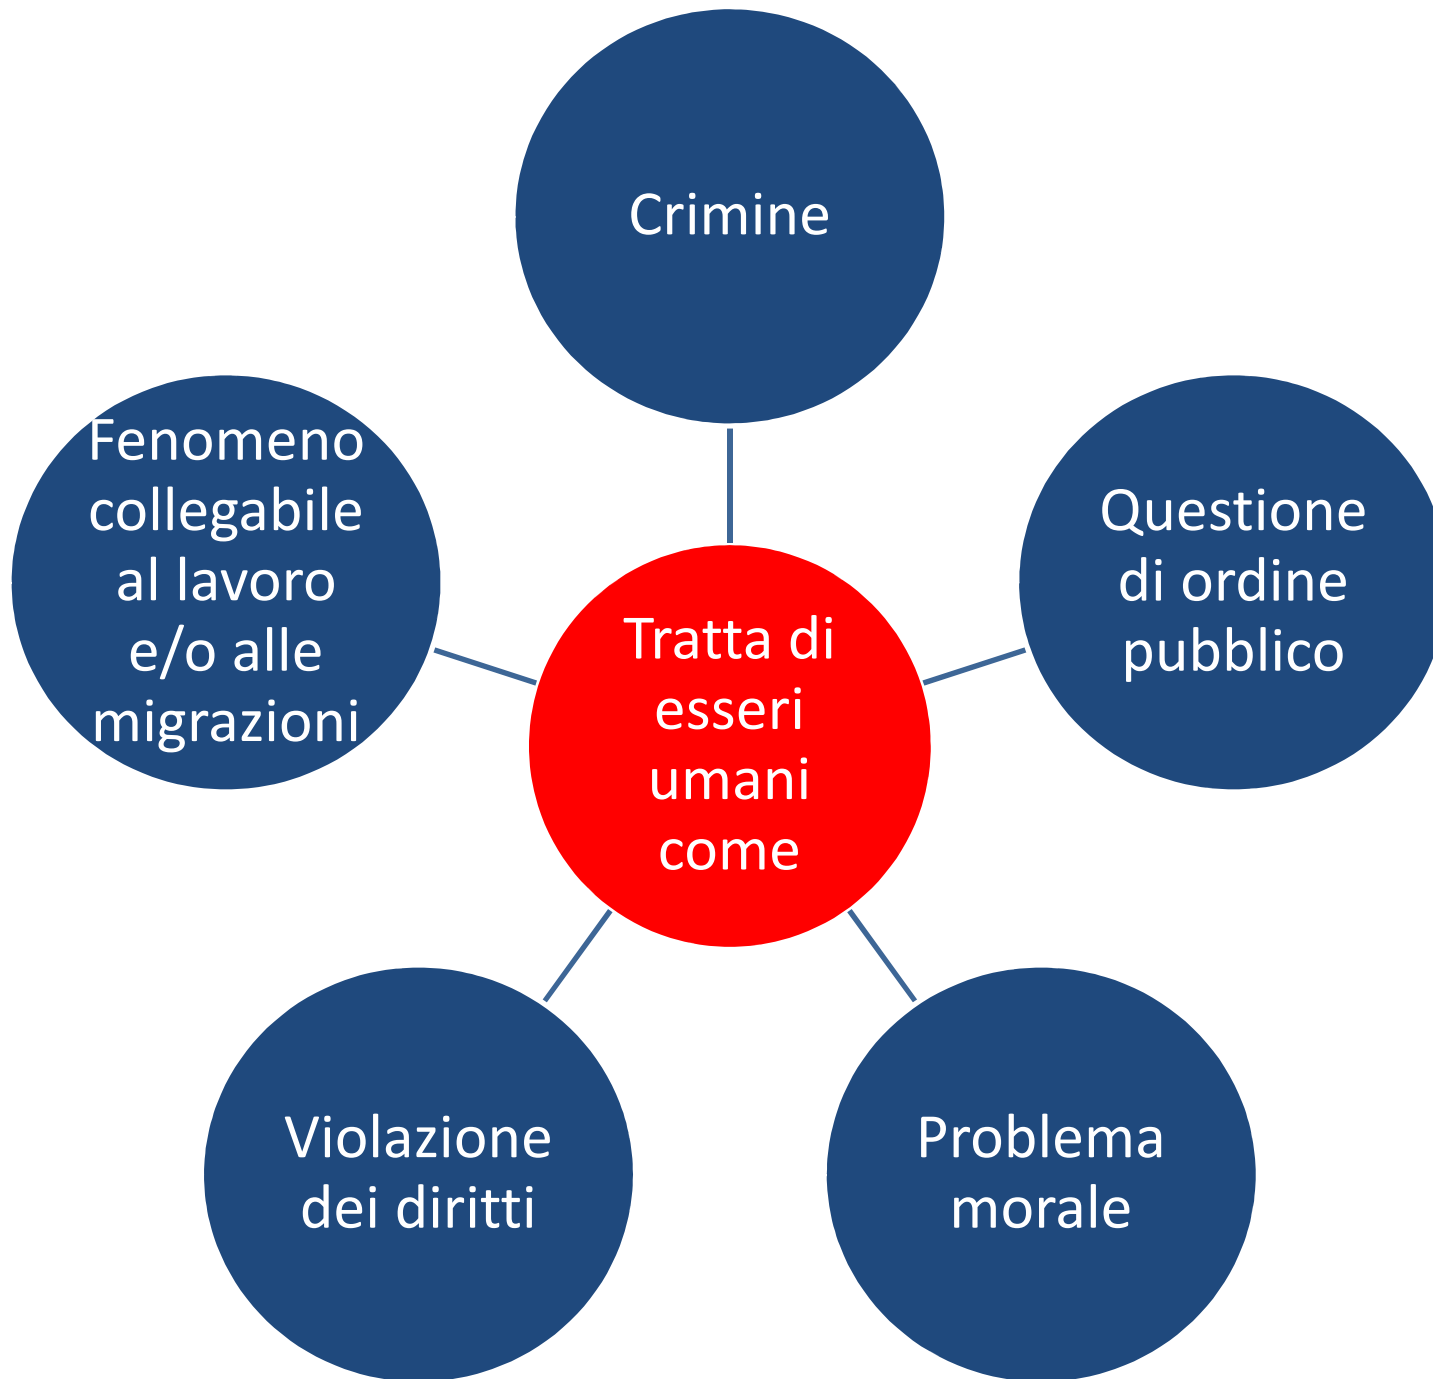 Crimine
Fenomeno
collegabile
al lavoro
e/o alle
migrazioni
Questione
di ordine
pubblico
Tratta di
esseri
umani
come
Violazione
dei diritti
Problema
morale